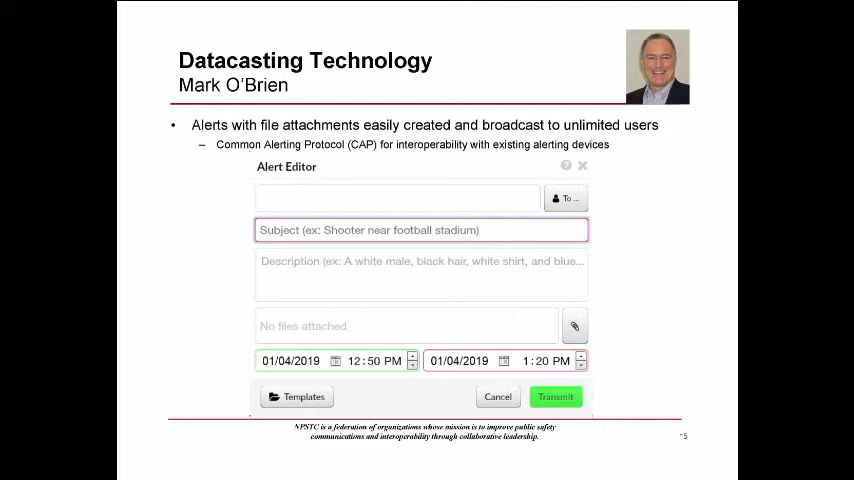 Datacasting Technology
Mark O'Brien
• Alerts with file attachments easily created and broadcast to unlimited users
– Common Alerting Protocol (CAP) for interoperability with existing alerting devices
Alert Editor
To ...
Subject (ex: Shooter near football stadium)
Description (ex: A white male, black hair, white shirt, and blue...
No files attached
01/04/2019 12:50 PM 01/04/2019 1:20 PM
Templates Cancel Transmit
NPSTC is a federation of organizations whose mission is to improve public safety
communications and interoperability through collaborative leadership.
15